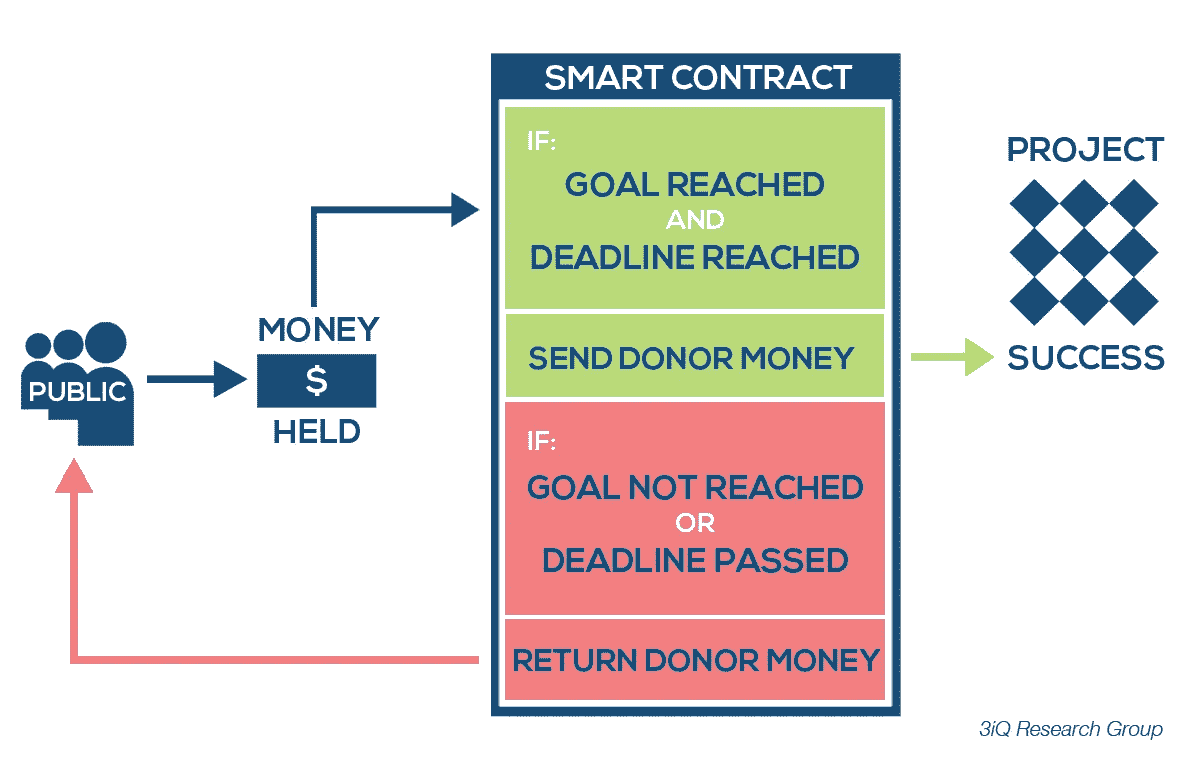 SMART CONTRACT
IF:
GOAL REACHED
AND
DEADLINE REACHED
SEND DONOR MONEY
IF:
GOAL NOT REACHED
OR
DEADLINE PASSED
RETURN DONOR MONEY
PUBLIC
MONEY
$
HELD
PROJECT
SUCCESS
3iQ Research Group